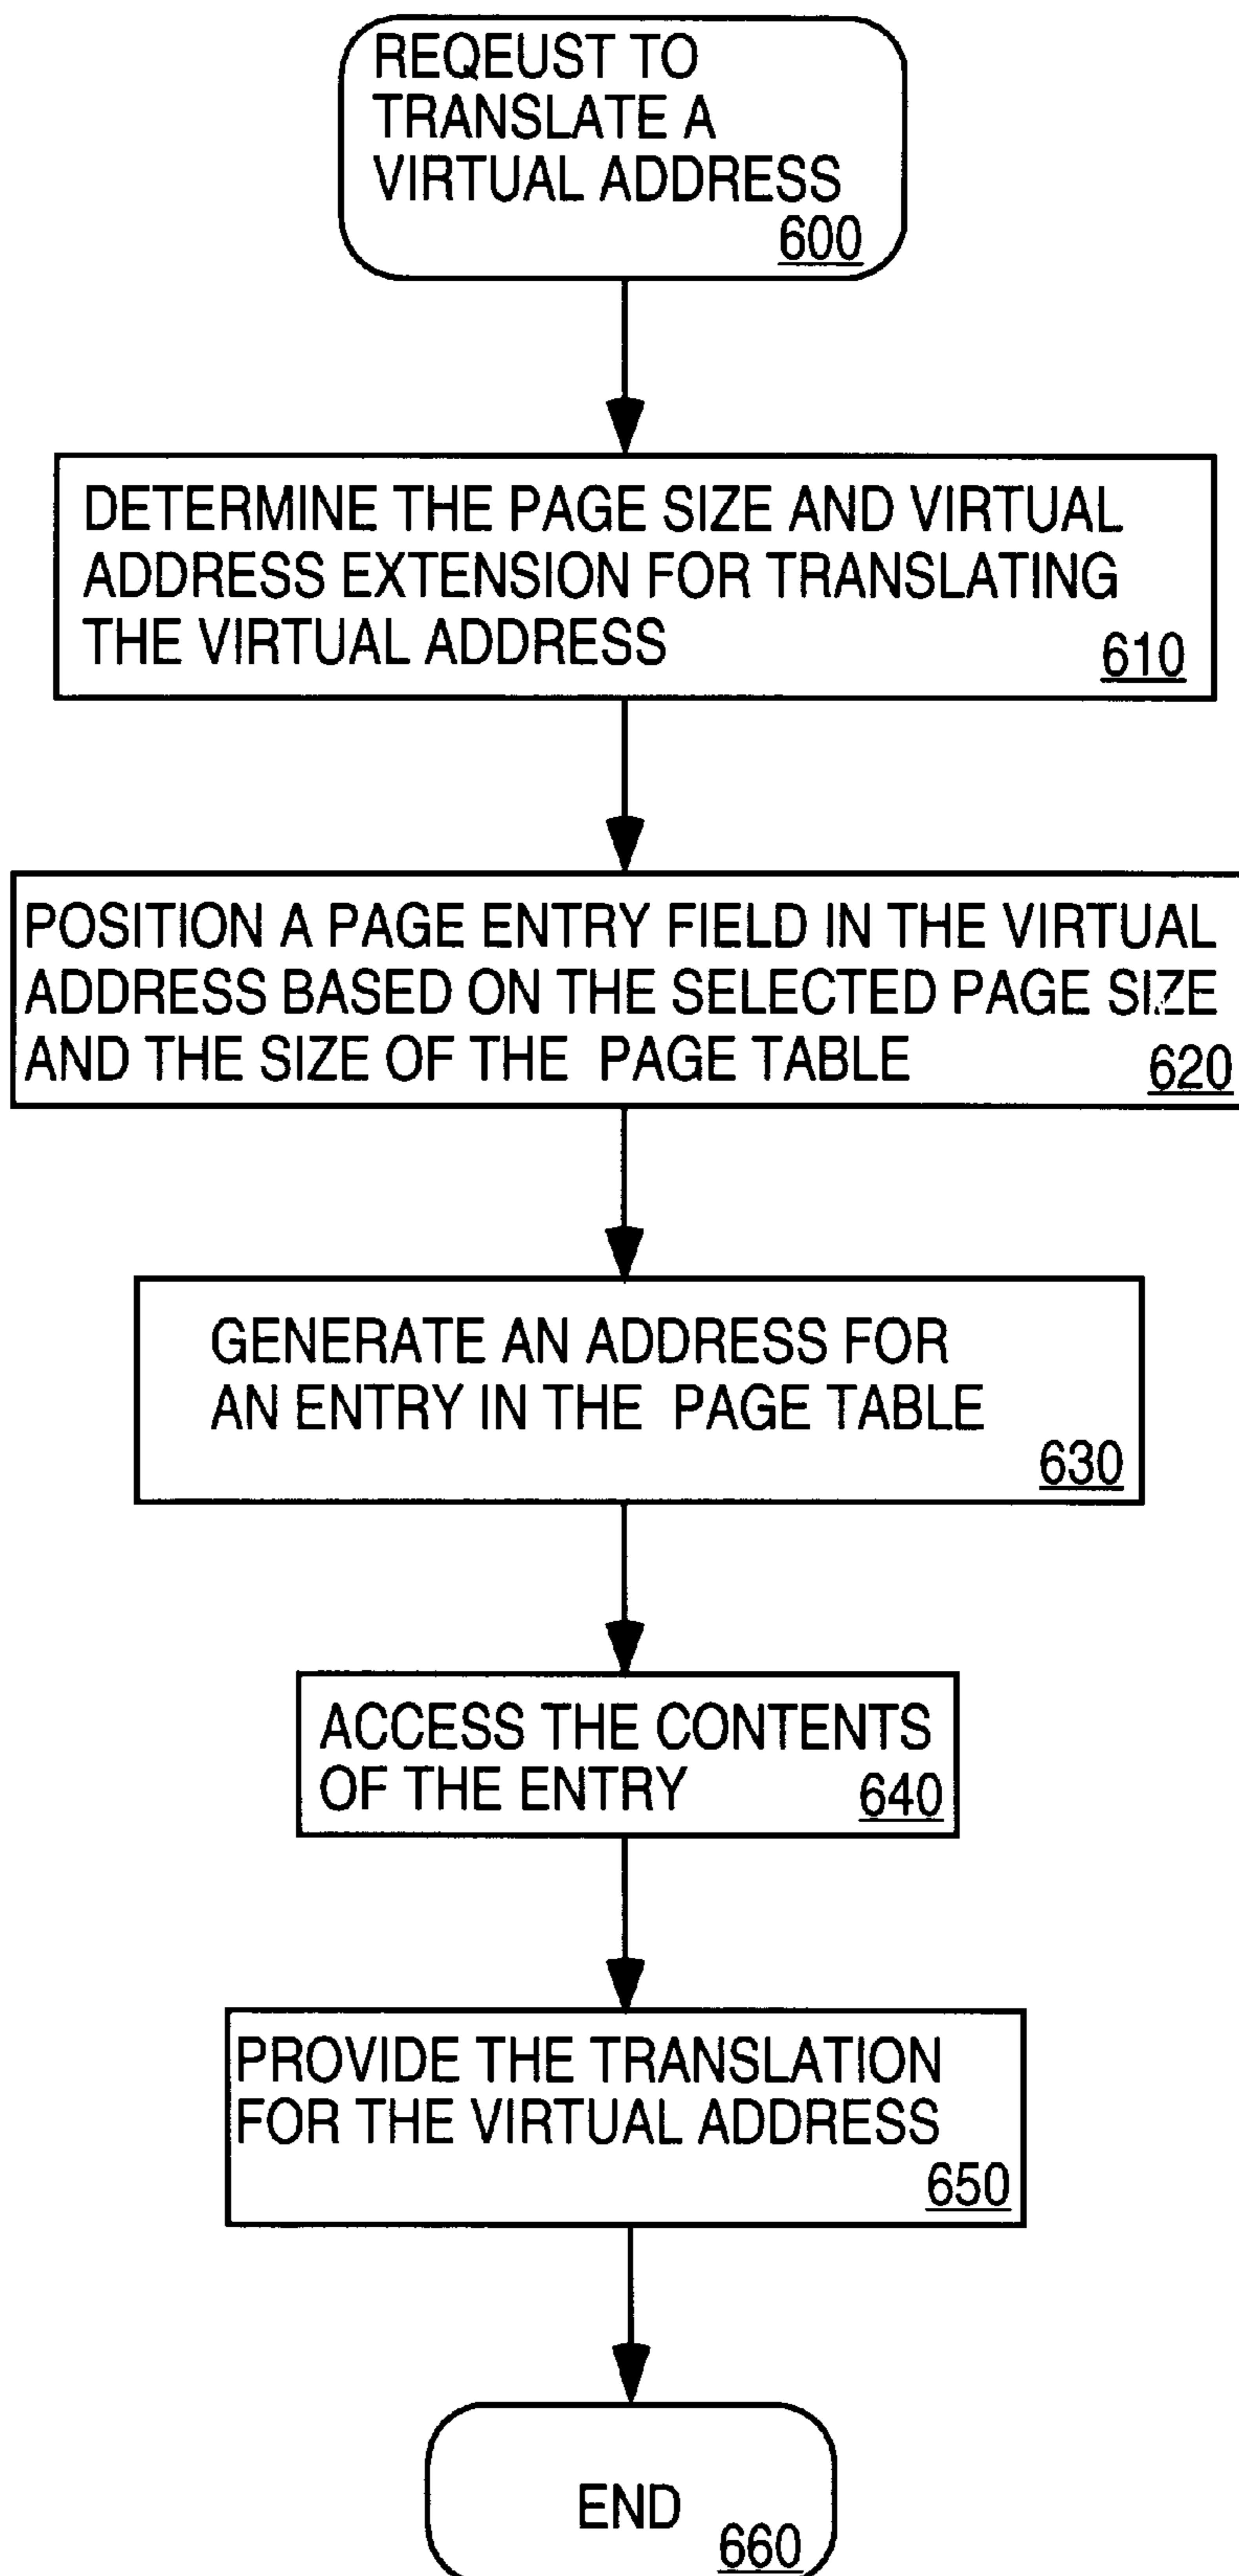 REQEUST TO
TRANSLATE A
VIRTUAL ADDRESS
600
DETERMINE THE PAGE SIZE AND VIRTUAL
ADDRESS EXTENSION FOR TRANSLATING
THE VIRTUAL ADDRESS
610
POSITION A PAGE ENTRY FIELD IN THE VIRTUAL
ADDRESS BASED ON THE SELECTED PAGE SIZE
AND THE SIZE OF THE PAGE TABLE
620
GENERATE AN ADDRESS FOR
AN ENTRY IN THE PAGE TABLE
630
ACCESS THE CONTENTS
OF THE ENTRY
640
PROVIDE THE TRANSLATION
FOR THE VIRTUAL ADDRESS
650
END
660